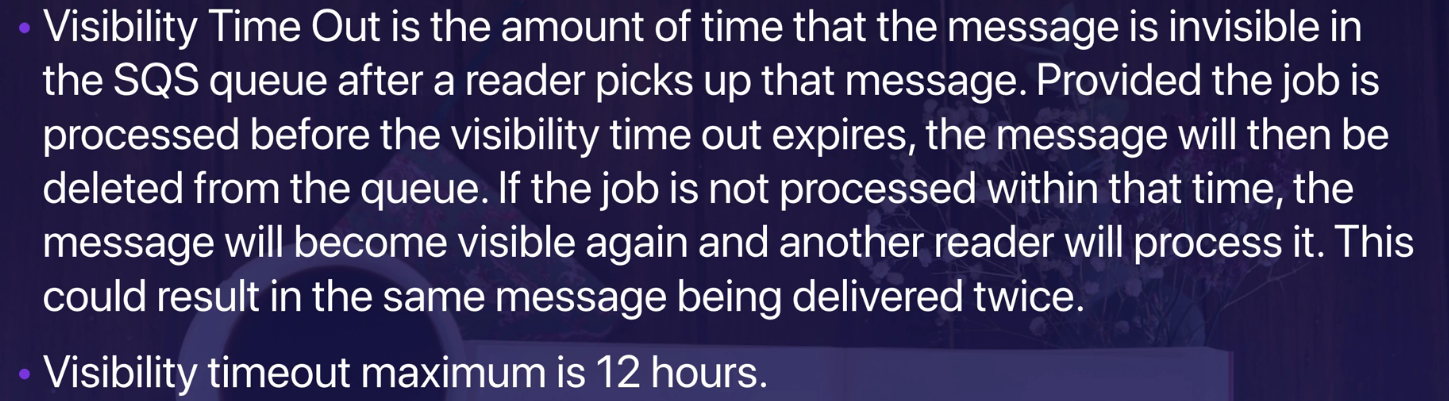 • Visibility Time Out is the amount of time that the message is invisible in
the SQS queue after a reader picks up that message. Provided the job is
processed before the visibility time out expires, the message will then be
deleted from the queue. If the job is not processed within that time, the
message will become visible again and another reader will process it. This
could result in the same message being delivered twice.
• Visibility timeout maximum is 12 hours.